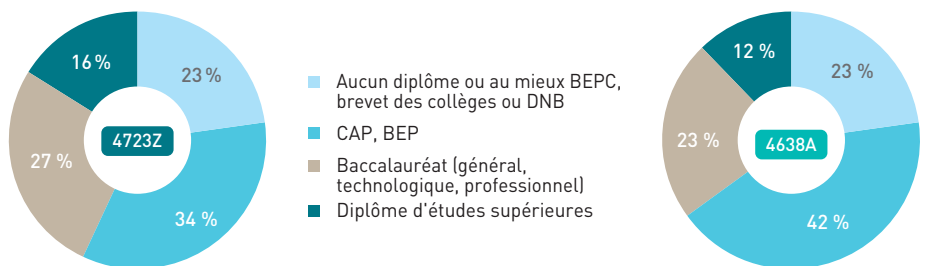 16 %
23 %
27 %
34 %
4723Z
Aucun diplôme ou au mieux BEPC,
brevet des collèges ou DNB
CAP, BEP
Baccalauréat (général,
technologique, professionnel)
Diplôme d'études supérieures
12 %
23 %
23 %
42 %
4638A